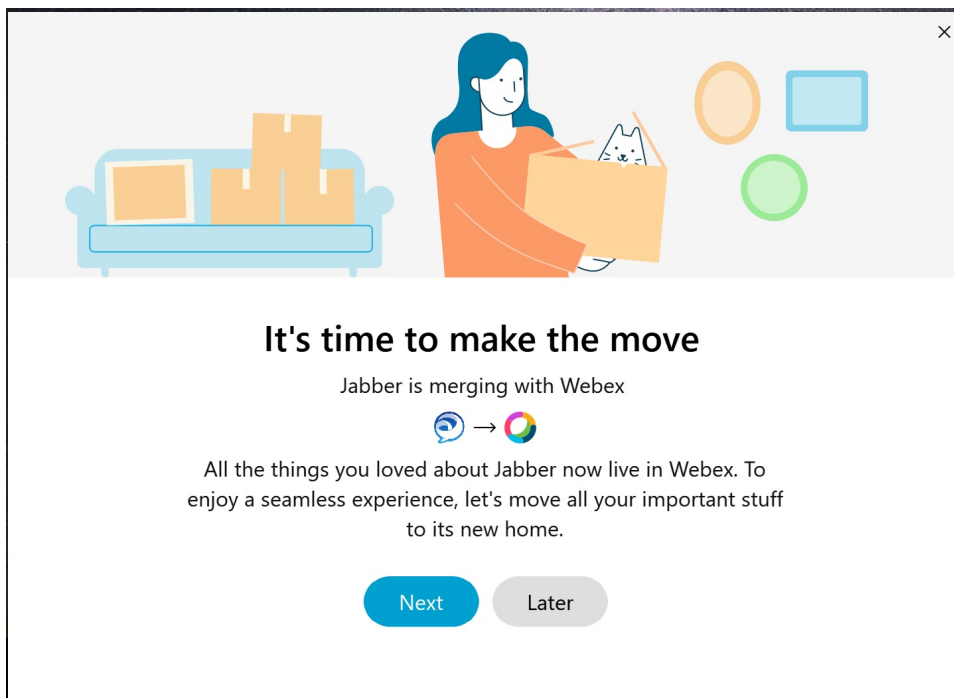 It's time to make the move
Jabber is merging with Webex
All the things you loved about Jabber now live in Webex. To
enjoy a seamless experience, let's move all your important stuff
to its new home.
Next
Later